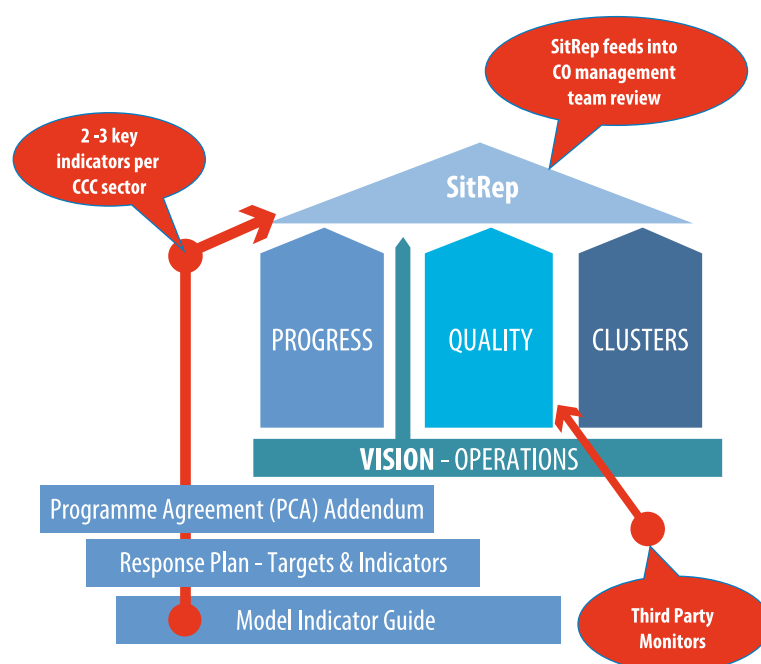 SitRep feeds into
CO management
team review
2 -3 key
indicators per
CCC sector
SitRep
PROGRESS
QUALITY
CLUSTERS
VISION - OPERATIONS
Programme Agreement (PCA) Addendum
Response Plan - Targets & Indicators
Model Indicator Guide
Third Party
Monitors